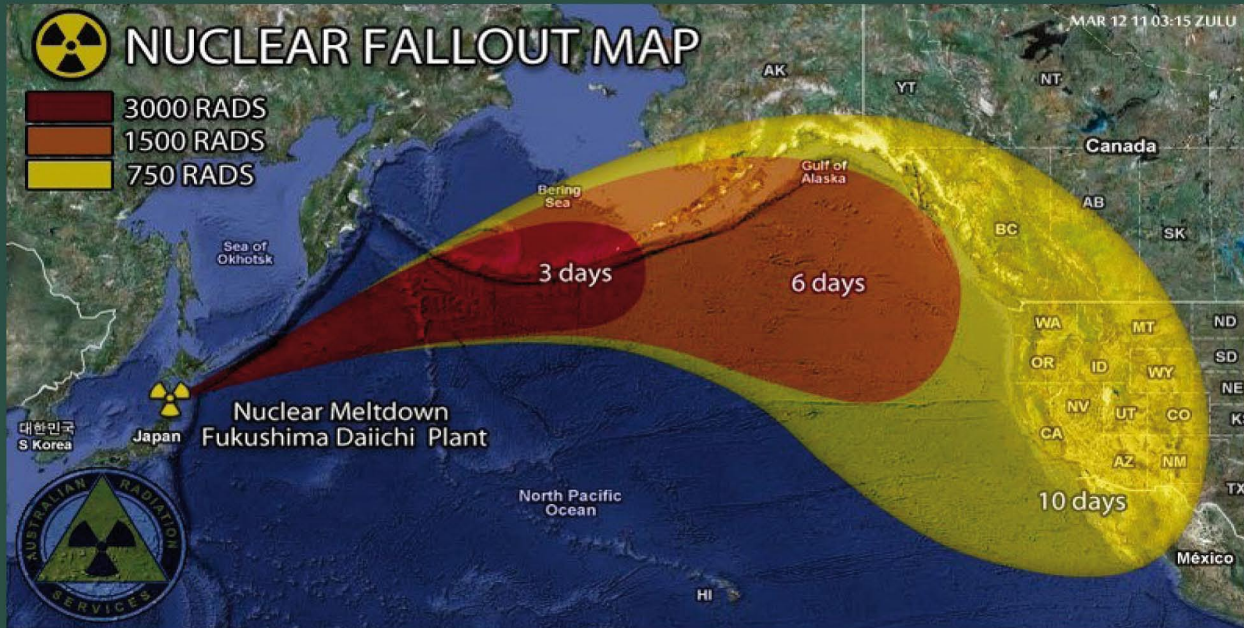 MAR 12 11 03:15 ZULU
NUCLEAR FALLOUT MAP
3000 RADS
1500 RADS
750 RADS
AK
YT
NT
Canada
Gulf of
Alaska
Bering
Sea
AB
BC
SK
Sea of
Okhotsk
3 days
6 days
WA
MT
ND
OR
ID
SD
WY
NE
NV
UT
CO
CA
AZ
NM
TX
Nuclear Meltdown
Fukushima Daiichi Plant
대한민국
S Korea
Japan
North Pacific
Ocean
10 days
México
HI
AUSTRALIAN RADIATION
SERVICES